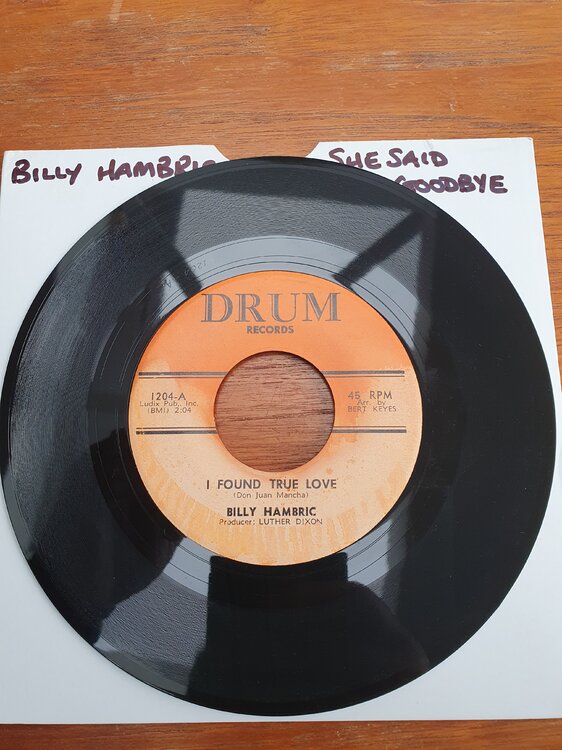 BILLY HAMBRIC
SHE SAID
GOODBYE
DRUM
RECORDS
1204-A
Ludix Pub., Inc.
(BMI) 2:04
45 RPM
Arr. by
BERT KEYES
I FOUND TRUE LOVE
(Don Juan Mancha)
BILLY HAMBRIC
Producer: LUTHER DIXON